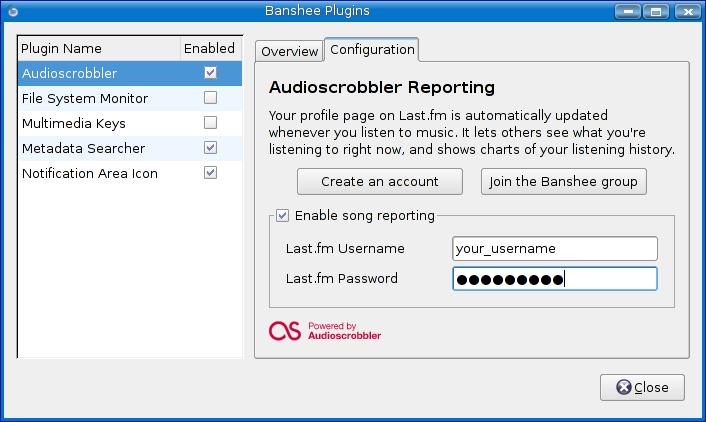 Banshee Plugins
Plugin Name Enabled
Audioscrobbler
File System Monitor
Multimedia Keys
Metadata Searcher
Notification Area Icon
Overview Configuration
Audioscrobbler Reporting
Your profile page on Last.fm is automatically updated
whenever you listen to music. It lets others see what you're
listening to right now, and shows charts of your listening history.
Create an account Join the Banshee group
Enable song reporting
Last.fm Username your_username
Last.fm Password ●●●●●●●●●
as Powered by
Audioscrobbler
Close